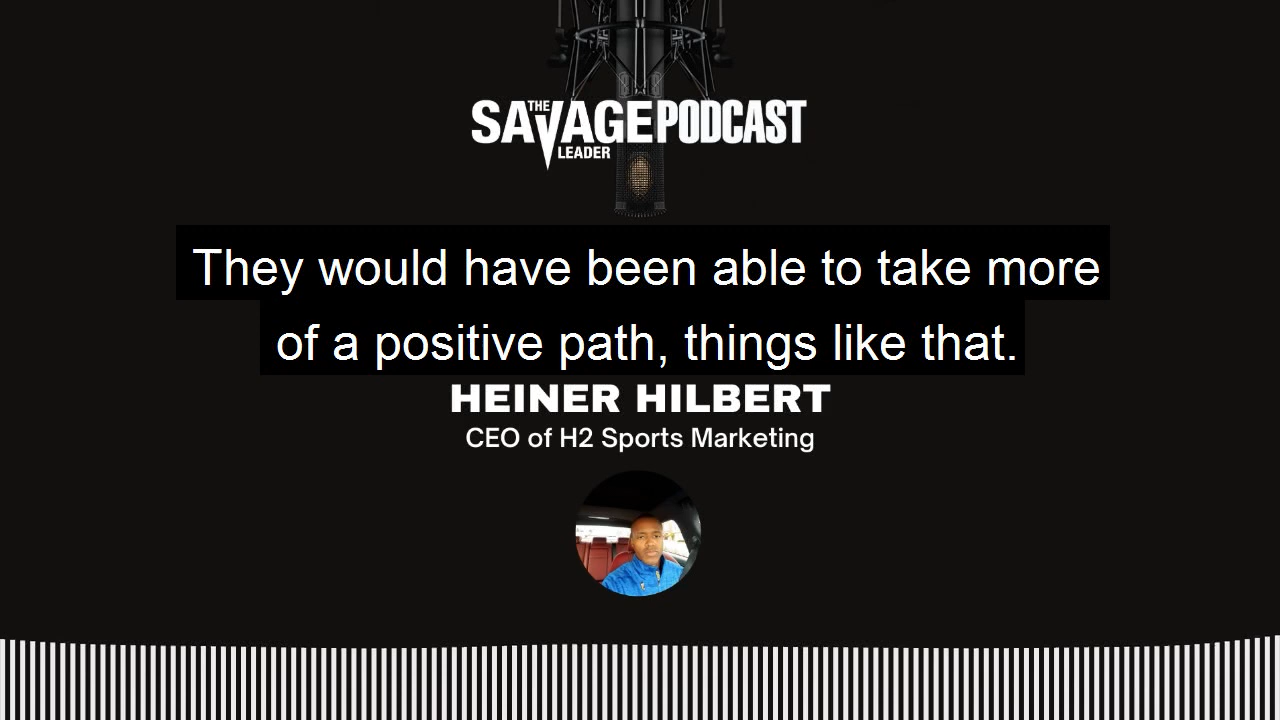 THE SAVAGE PODCAST
LEADER
They would have been able to take more
of a positive path, things like that.
HEINER HILBERT
CEO of H2 Sports Marketing